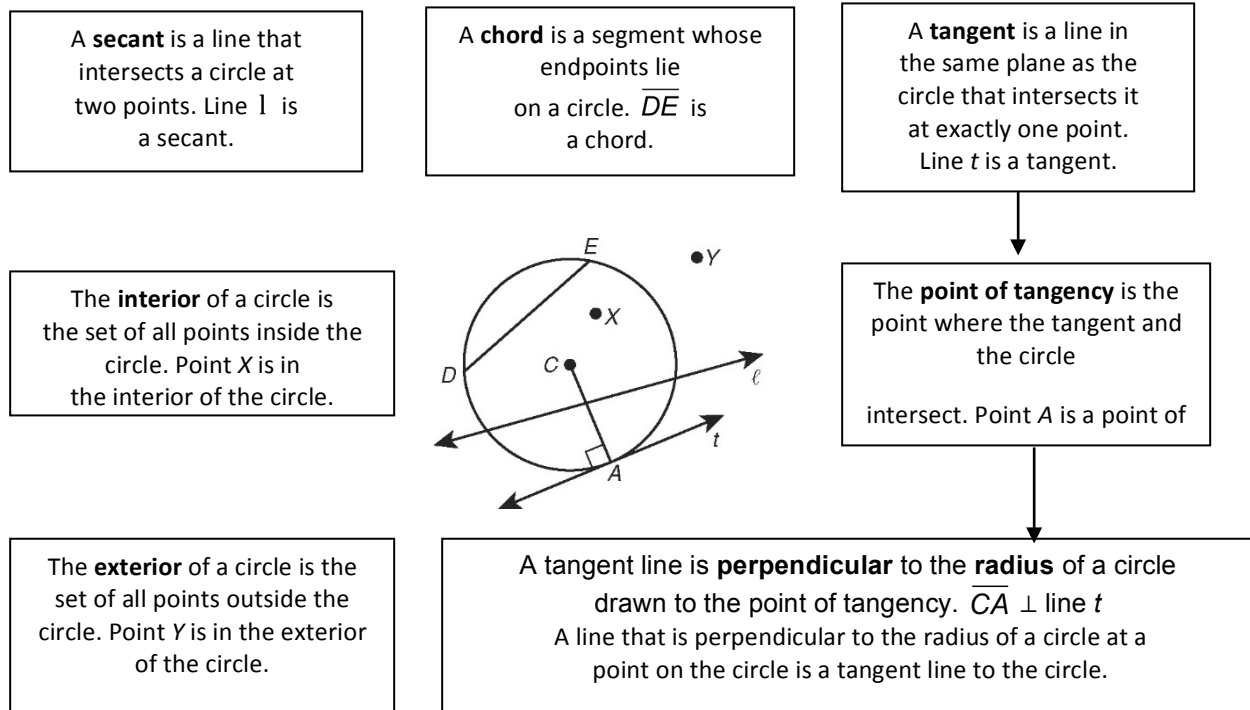 A secant is a line that
intersects a circle at
two points. Line l is
a secant.
A chord is a segment whose
endpoints lie
on a circle. DE is
a chord.
A tangent is a line in
the same plane as the
circle that intersects it
at exactly one point.
Line t is a tangent.
The interior of a circle is
the set of all points inside the
circle. Point X is in
the interior of the circle.
E
Y
X
C
D
ℓ
t
A
The point of tangency is the
point where the tangent and
the circle
intersect. Point A is a point of
The exterior of a circle is the
set of all points outside the
circle. Point Y is in the exterior
of the circle.
A tangent line is perpendicular to the radius of a circle
drawn to the point of tangency. CA ⊥ line t
A line that is perpendicular to the radius of a circle at a
point on the circle is a tangent line to the circle.